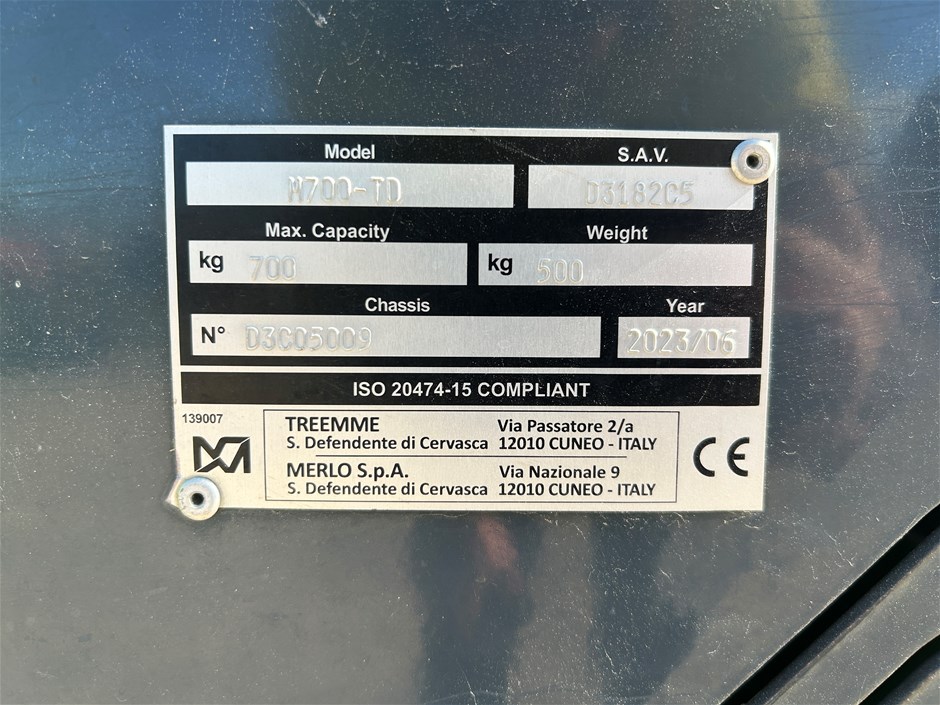 Model S.A.V.
M700-TD D3182C5
Max. Capacity Weight
kg 700 kg 500
Chassis Year
N° D3C05009 2023/06
ISO 20474-15 COMPLIANT
139007
TREEMME Via Passatore 2/a
S. Defendente di Cervasca 12010 CUNEO - ITALY
MERLO S.p.A. Via Nazionale 9
S. Defendente di Cervasca 12010 CUNEO - ITALY
CE